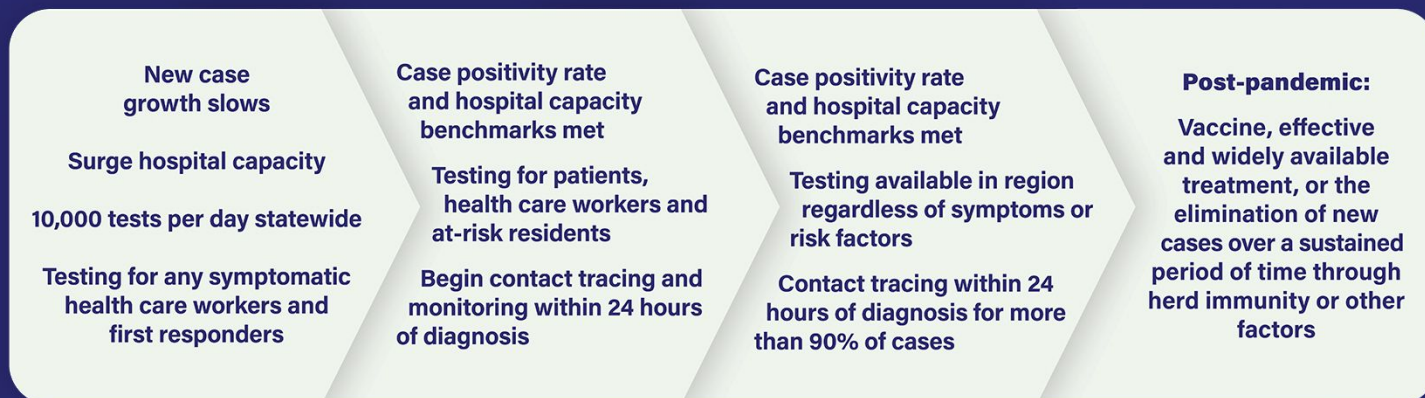 New case
growth slows
Surge hospital capacity
10,000 tests per day statewide
Testing for any symptomatic
health care workers and
first responders
Case positivity rate
and hospital capacity
benchmarks met
Testing for patients,
health care workers and
at-risk residents
Begin contact tracing and
monitoring within 24 hours
of diagnosis
Case positivity rate
and hospital capacity
benchmarks met
Testing available in region
regardless of symptoms or
risk factors
Contact tracing within 24
hours of diagnosis for more
than 90% of cases
Post-pandemic:
Vaccine, effective
and widely available
treatment, or the
elimination of new
cases over a sustained
period of time through
herd immunity or other
factors